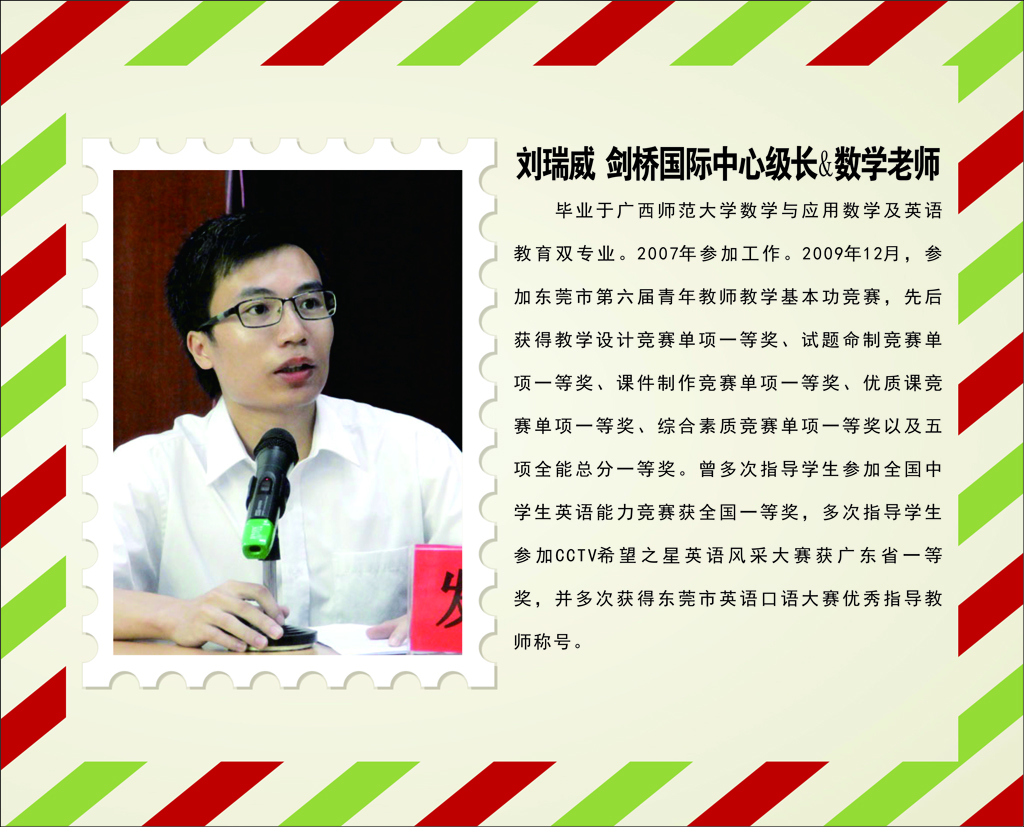 刘瑞威 剑桥国际中心级长&数学老师
毕业于广西师范大学数学与应用数学及英语
教育双专业。2007年参加工作。2009年12月，参
加东莞市第六届青年教师教学基本功竞赛，先后
获得教学设计竞赛单项一等奖、试题命制竞赛单
项一等奖、课件制作竞赛单项一等奖、优质课竞
赛单项一等奖、综合素质竞赛单项一等奖以及五
项全能总分一等奖。曾多次指导学生参加全国中
学生英语能力竞赛获全国一等奖，多次指导学生
参加CCTV希望之星英语风采大赛获广东省一等
奖，并多次获得东莞市英语口语大赛优秀指导教
师称号。
发